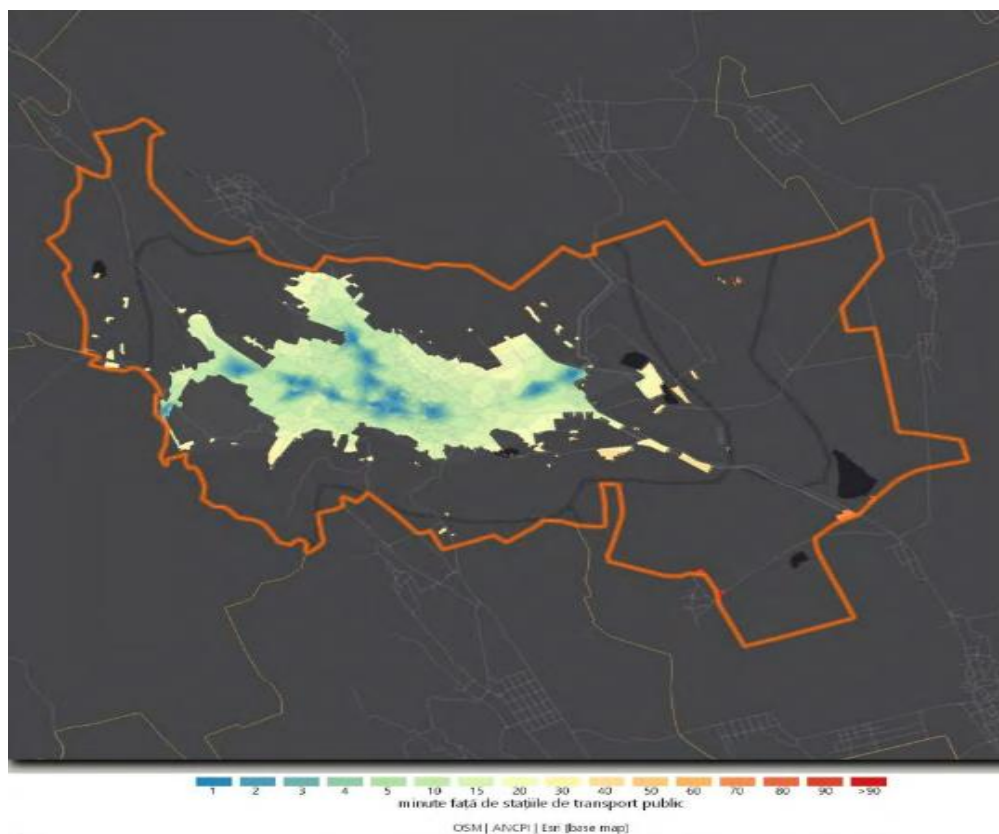 1 2 3 4 5 10 15 20 30 40 50 60 70 80 90 >90
minute față de stațiile de transport public
OSM | ANCPI | Esri [base map]